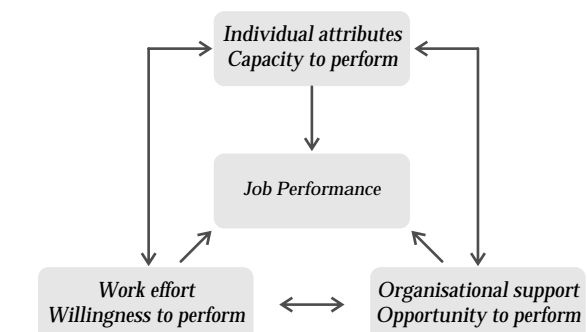 Individual attributes
Capacity to perform
Job Performance
Work effort
Willingness to perform
Organisational support
Opportunity to perform